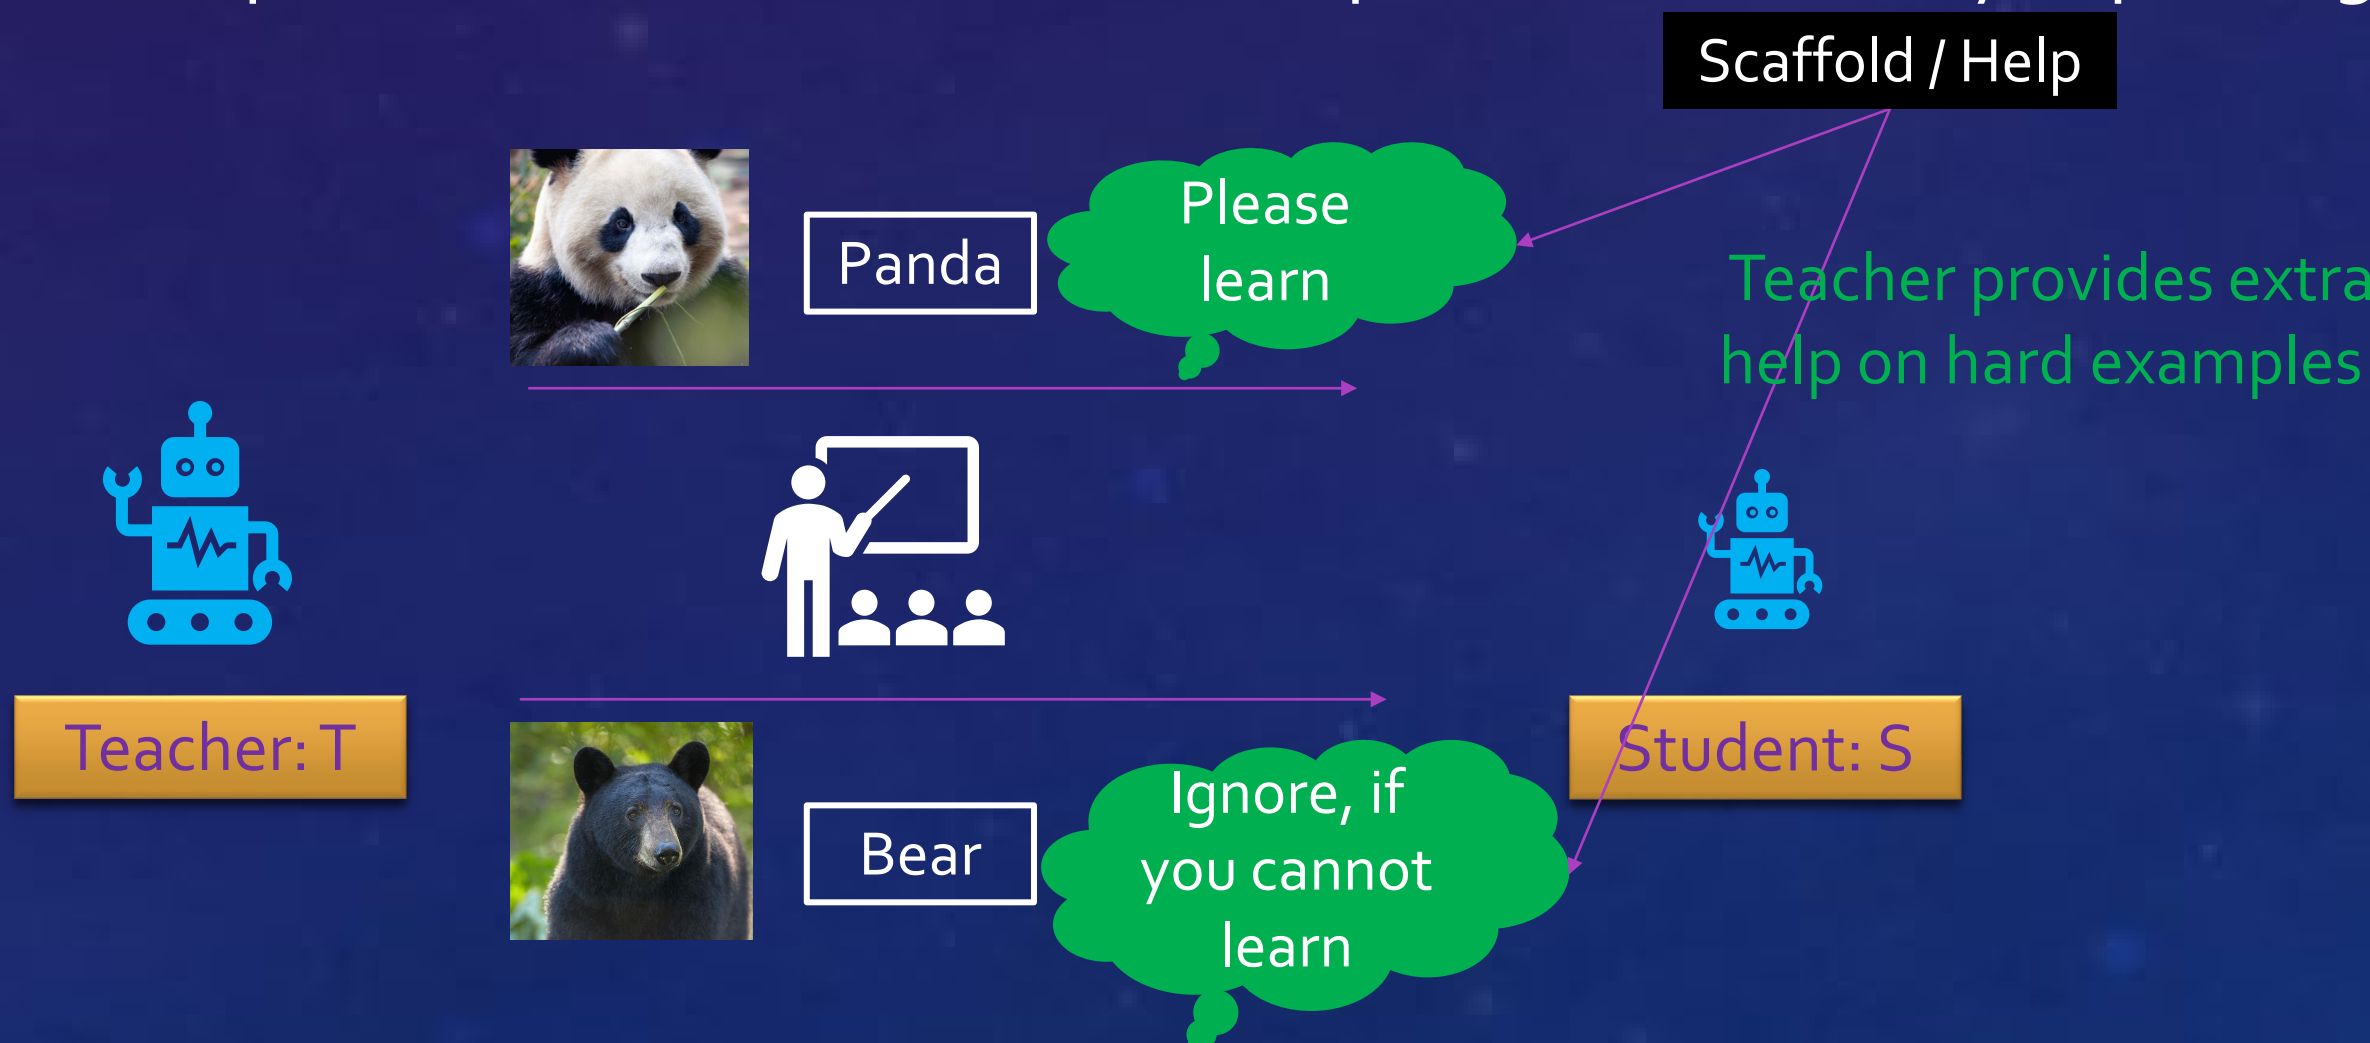 Scaffold / Help
Please
learn
Panda
Teacher provides extra
help on hard examples
Teacher: T
Student: S
Ignore, if
you cannot
learn
Bear